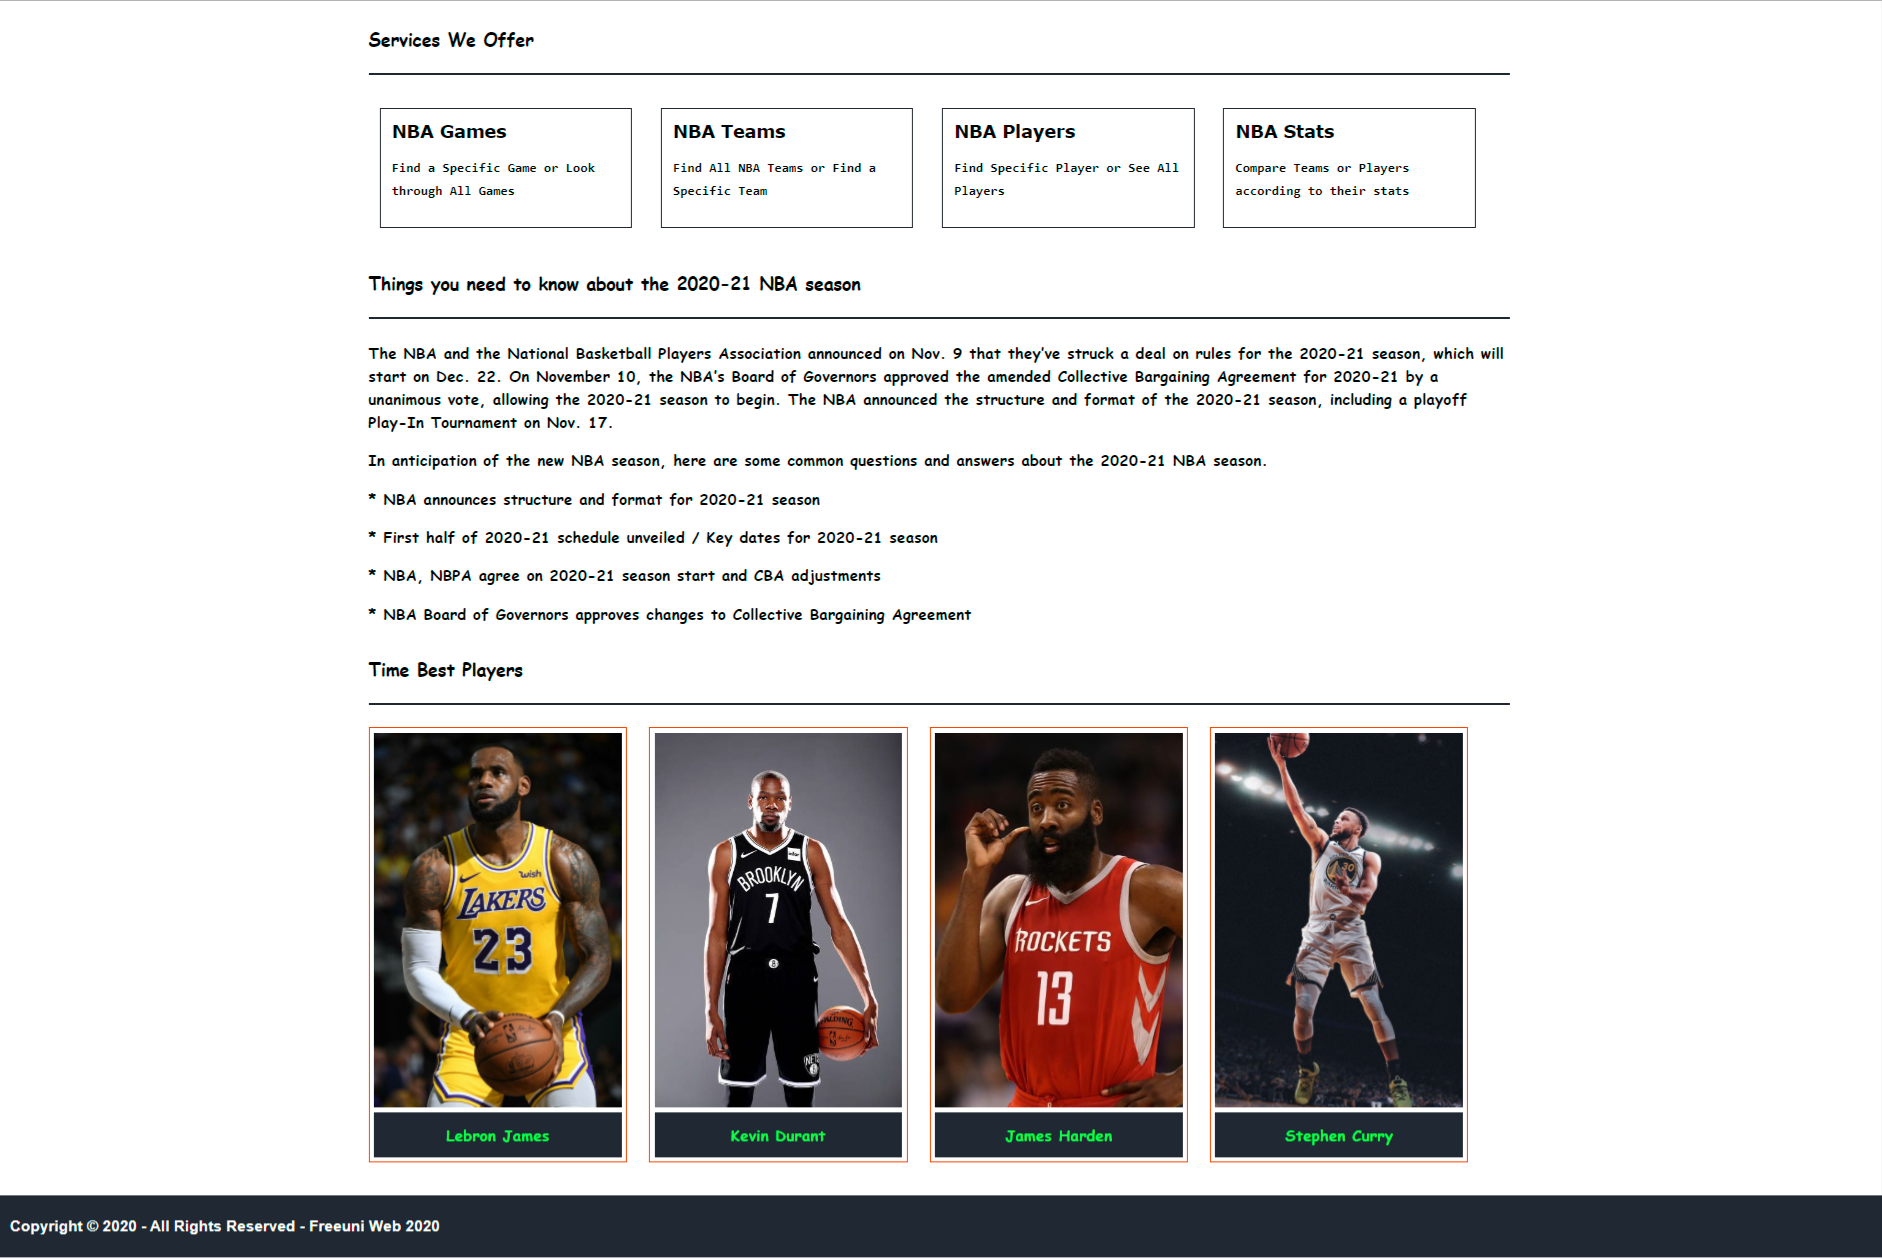 Services We Offer
NBA Games
Find a Specific Game or Look
through All Games
NBA Teams
Find All NBA Teams or Find a
Specific Team
NBA Players
Find Specific Player or See All
Players
NBA Stats
Compare Teams or Players
according to their stats
Things you need to know about the 2020-21 NBA season
The NBA and the National Basketball Players Association announced on Nov. 9 that they've struck a deal on rules for the 2020-21 season, which will
start on Dec. 22. On November 10, the NBA's Board of Governors approved the amended Collective Bargaining Agreement for 2020-21 by a
unanimous vote, allowing the 2020-21 season to begin. The NBA announced the structure and format of the 2020-21 season, including a playoff
Play-In Tournament on Nov. 17.
In anticipation of the new NBA season, here are some common questions and answers about the 2020-21 NBA season.
* NBA announces structure and format for 2020-21 season
* First half of 2020-21 schedule unveiled / Key dates for 2020-21 season
* NBA, NBPA agree on 2020-21 season start and CBA adjustments
* NBA Board of Governors approves changes to Collective Bargaining Agreement
Time Best Players
wish
LAKERS
23
BROOKLYN
7
SPALDING
NETS
ROCKETS
13
30
Lebron James
Kevin Durant
James Harden
Stephen Curry
Copyright © 2020 - All Rights Reserved - Freeuni Web 2020